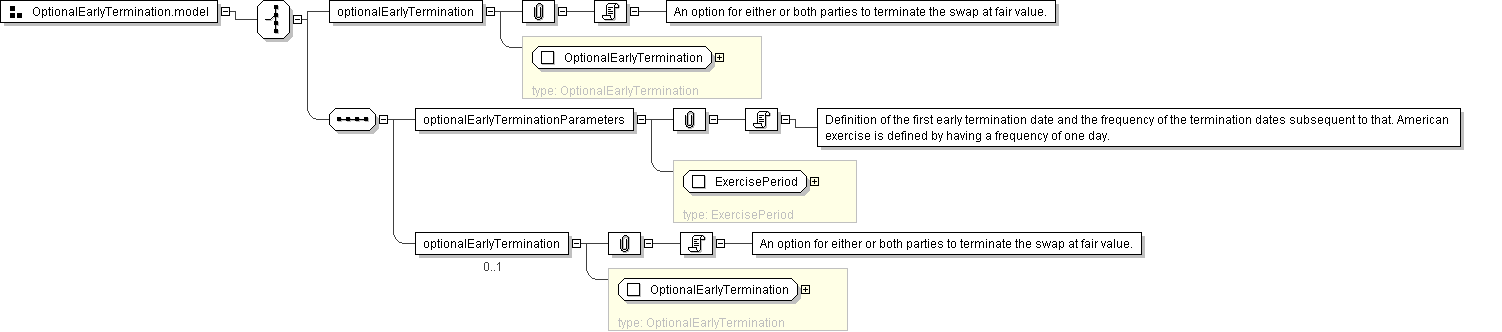 OptionalEarlyTermination.model
optionalEarlyTermination
An option for either or both parties to terminate the swap at fair value.
OptionalEarlyTermination
type: OptionalEarlyTermination
optionalEarlyTerminationParameters
Definition of the first early termination date and the frequency of the termination dates subsequent to that. American
exercise is defined by having a frequency of one day.
ExercisePeriod
type: ExercisePeriod
optionalEarlyTermination
An option for either or both parties to terminate the swap at fair value.
0..1
OptionalEarlyTermination
type: OptionalEarlyTermination